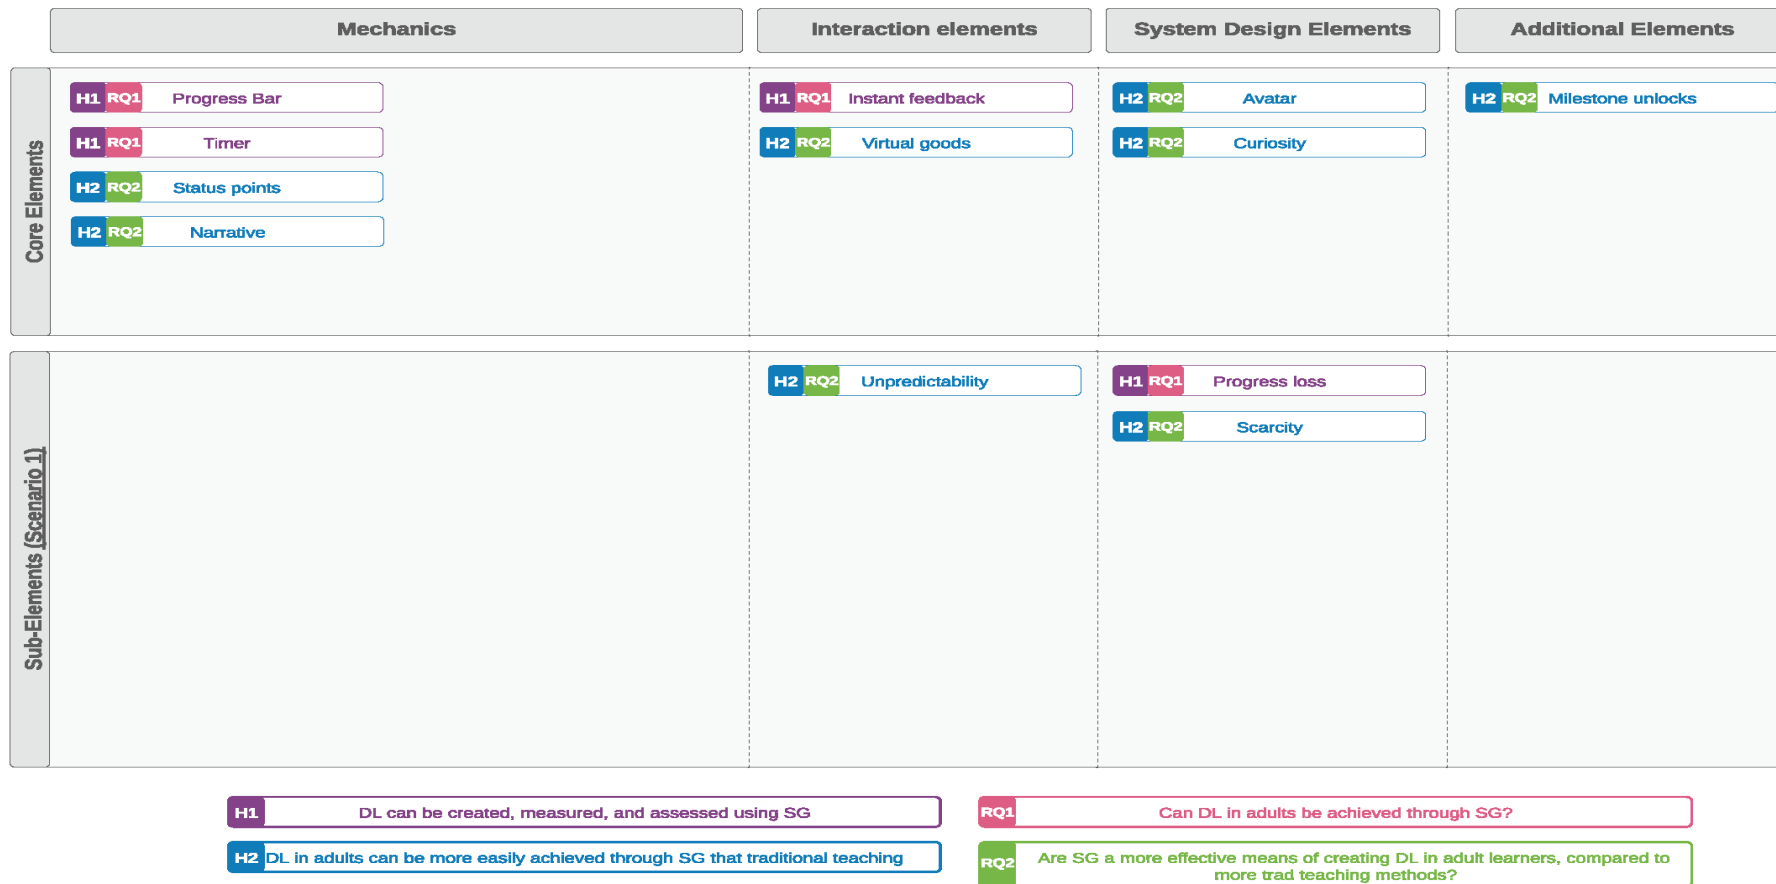 Mechanics
Interaction elements
System Design Elements
Additional Elements
Core Elements
H1 RQ1 Progress Bar
H1 RQ1 Timer
H2 RQ2 Status points
H2 RQ2 Narrative
H1 RQ1 Instant feedback
H2 RQ2 Virtual goods
H2 RQ2 Avatar
H2 RQ2 Curiosity
H2 RQ2 Milestone unlocks
Sub-Elements (Scenario 1)
H2 RQ2 Unpredictability
H1 RQ1 Progress loss
H2 RQ2 Scarcity
H1 DL can be created, measured, and assessed using SG
H2 DL in adults can be more easily achieved through SG that traditional teaching
RQ1 Can DL in adults be achieved through SG?
RQ2 Are SG a more effective means of creating DL in adult learners, compared to
more trad teaching methods?